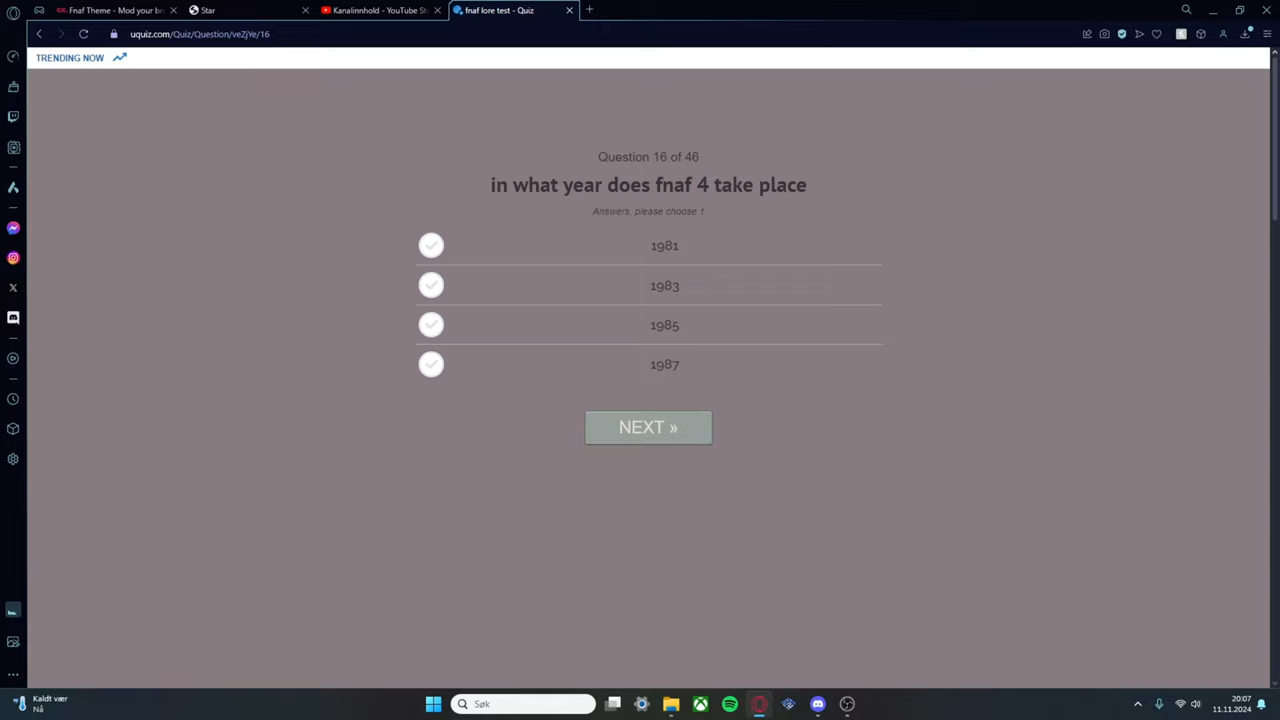 Fnaf Theme - Mod your br
Star
Kanalinnhold - YouTube St
fnaf lore test - Quiz
uquiz.com/Quiz/Question/veZjYe/16
TRENDING NOW
Question 16 of 46
in what year does fnaf 4 take place
Answers, please choose 1
1981
1983
1985
1987
NEXT »
Kaldt vær
Nå
Søk
20:07
11.11.2024